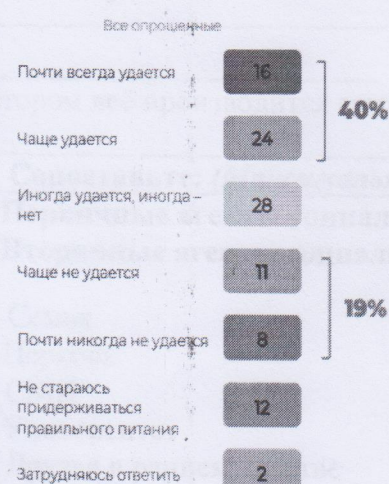 Все опрошенные
Почти всегда удается 16
40%
Чаще удается 24
Иногда удается, иногда –
нет 28
Чаще не удается 11
19%
Почти никогда не удается 8
Не стараюсь
придерживаться 12
правильного питания
Затрудняюсь ответить 2